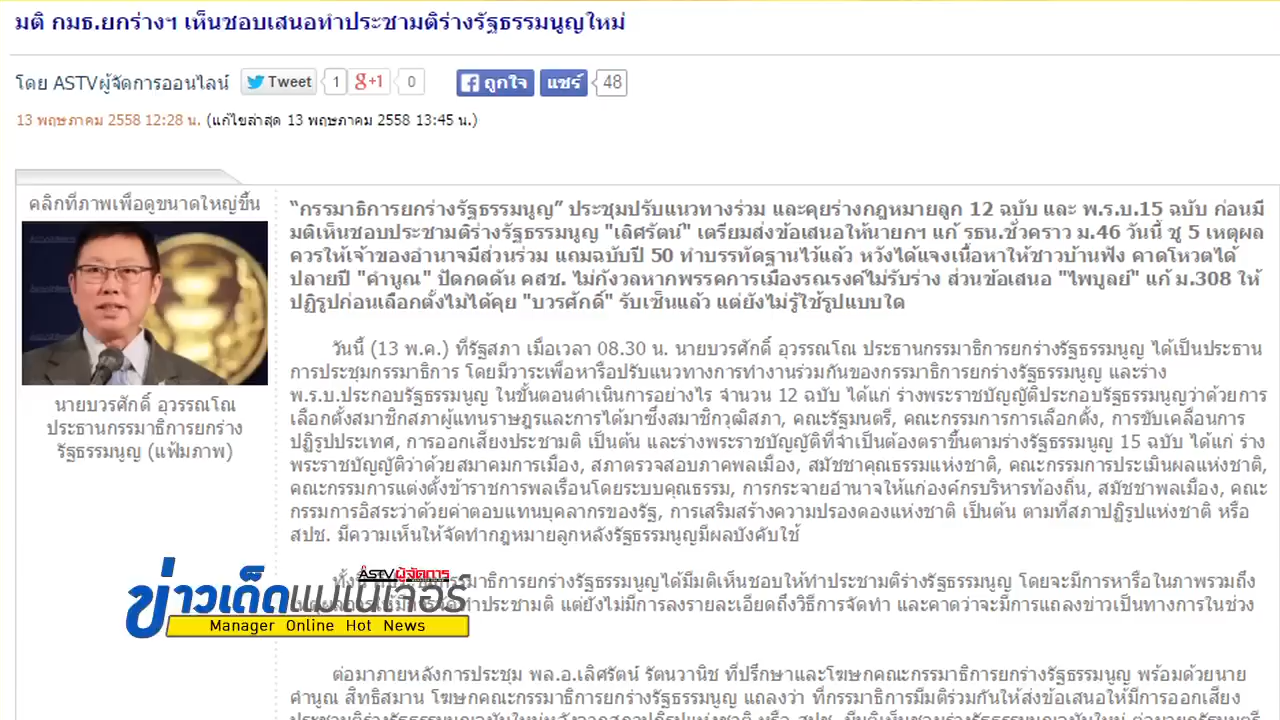 มติ กมธ.ยกร่างฯ เห็นชอบเสนอทำประชามติร่างรัฐธรรมนูญใหม่
โดย ASTVผู้จัดการออนไลน์
Tweet 1 g+1 0 ถูกใจ แชร์ 48
13 พฤษภาคม 2558 12:28 น. (แก้ไขล่าสุด 13 พฤษภาคม 2558 13:45 น.)
คลิกที่ภาพเพื่อดูขนาดใหญ่ขึ้น
นายบวรศักดิ์ อุวรรณโณ
ประธานกรรมาธิการยกร่าง
รัฐธรรมนูญ (แฟ้มภาพ)
“กรรมาธิการยกร่างรัฐธรรมนูญ” ประชุมปรับแนวทางร่วม และคุยร่างกฎหมายลูก 12 ฉบับ และ พ.ร.บ.15 ฉบับ ก่อนมี
มติเห็นชอบประชามติร่างรัฐธรรมนูญ "เลิศรัตน์" เตรียมส่งข้อเสนอให้นายกฯ แก้ รธน.ชั่วคราว ม.46 วันนี้ ชู 5 เหตุผล
ควรให้เจ้าของอำนาจมีส่วนร่วม แถมฉบับปี 50 ทำบรรทัดฐานไว้แล้ว หวังได้แจงเนื้อหาให้ชาวบ้านฟัง คาดโหวตได้
ปลายปี "คำนูณ" ปัดกดดัน คสช. ไม่กังวลหากพรรคการเมืองรณรงค์ไม่รับร่าง ส่วนข้อเสนอ "ไพบูลย์" แก้ ม.308 ให้
ปฏิรูปก่อนเลือกตั้งไม่ได้คุย "บวรศักดิ์" รับเซ็นแล้ว แต่ยังไม่รู้ใช้รูปแบบใด
วันนี้ (13 พ.ค.) ที่รัฐสภา เมื่อเวลา 08.30 น. นายบวรศักดิ์ อุวรรณโณ ประธานกรรมาธิการยกร่างรัฐธรรมนูญ ได้เป็นประธาน
การประชุมกรรมาธิการ โดยมีวาระเพื่อหารือปรับแนวทางการทำงานร่วมกันของกรรมาธิการยกร่างรัฐธรรมนูญ และร่าง
พ.ร.บ.ประกอบรัฐธรรมนูญ ในขั้นตอนดำเนินการอย่างไร จำนวน 12 ฉบับ ได้แก่ ร่างพระราชบัญญัติประกอบรัฐธรรมนูญว่าด้วยการ
เลือกตั้งสมาชิกสภาผู้แทนราษฎรและการได้มาซึ่งสมาชิกวุฒิสภา, คณะรัฐมนตรี, คณะกรรมการการเลือกตั้ง, การขับเคลื่อนการ
ปฏิรูปประเทศ, การออกเสียงประชามติ เป็นต้น และร่างพระราชบัญญัติที่จำเป็นต้องตราขึ้นตามร่างรัฐธรรมนูญ 15 ฉบับ ได้แก่ ร่าง
พระราชบัญญัติว่าด้วยสมาคมการเมือง, สภาตรวจสอบภาคพลเมือง, สมัชชาคุณธรรมแห่งชาติ, คณะกรรมการประเมินผลแห่งชาติ,
คณะกรรมการแต่งตั้งข้าราชการพลเรือนโดยระบบคุณธรรม, การกระจายอำนาจให้แก่องค์กรบริหารท้องถิ่น, สมัชชาพลเมือง, คณะ
กรรมการอิสระว่าด้วยค่าตอบแทนบุคลากรของรัฐ, การเสริมสร้างความปรองดองแห่งชาติ เป็นต้น ตามที่สภาปฏิรูปแห่งชาติ หรือ
สปช. มีความเห็นให้จัดทำกฎหมายลูกหลังรัฐธรรมนูญมีผลบังคับใช้
ทั้งนี้ กรรมาธิการยกร่างรัฐธรรมนูญได้มีมติเห็นชอบให้ทำประชามติร่างรัฐธรรมนูญ โดยจะมีการหารือในภาพรวมถึง
ทำประชามติ แต่ยังไม่มีการลงรายละเอียดถึงวิธีการจัดทำ และคาดว่าจะมีการแถลงข่าวเป็นทางการในช่วง
ASTVผู้จัดการ
ข่าวเด็ดแมเนเจอร์
Manager Online Hot News
ต่อมาภายหลังการประชุม พล.อ.เลิศรัตน์ รัตนวานิช ที่ปรึกษาและโฆษกคณะกรรมาธิการยกร่างรัฐธรรมนูญ พร้อมด้วยนาย
คำนูณ สิทธิสมาน โฆษกคณะกรรมาธิการยกร่างรัฐธรรมนูญ แถลงว่า ที่กรรมาธิการมีมติร่วมกันให้ส่งข้อเสนอให้มีการออกเสียง